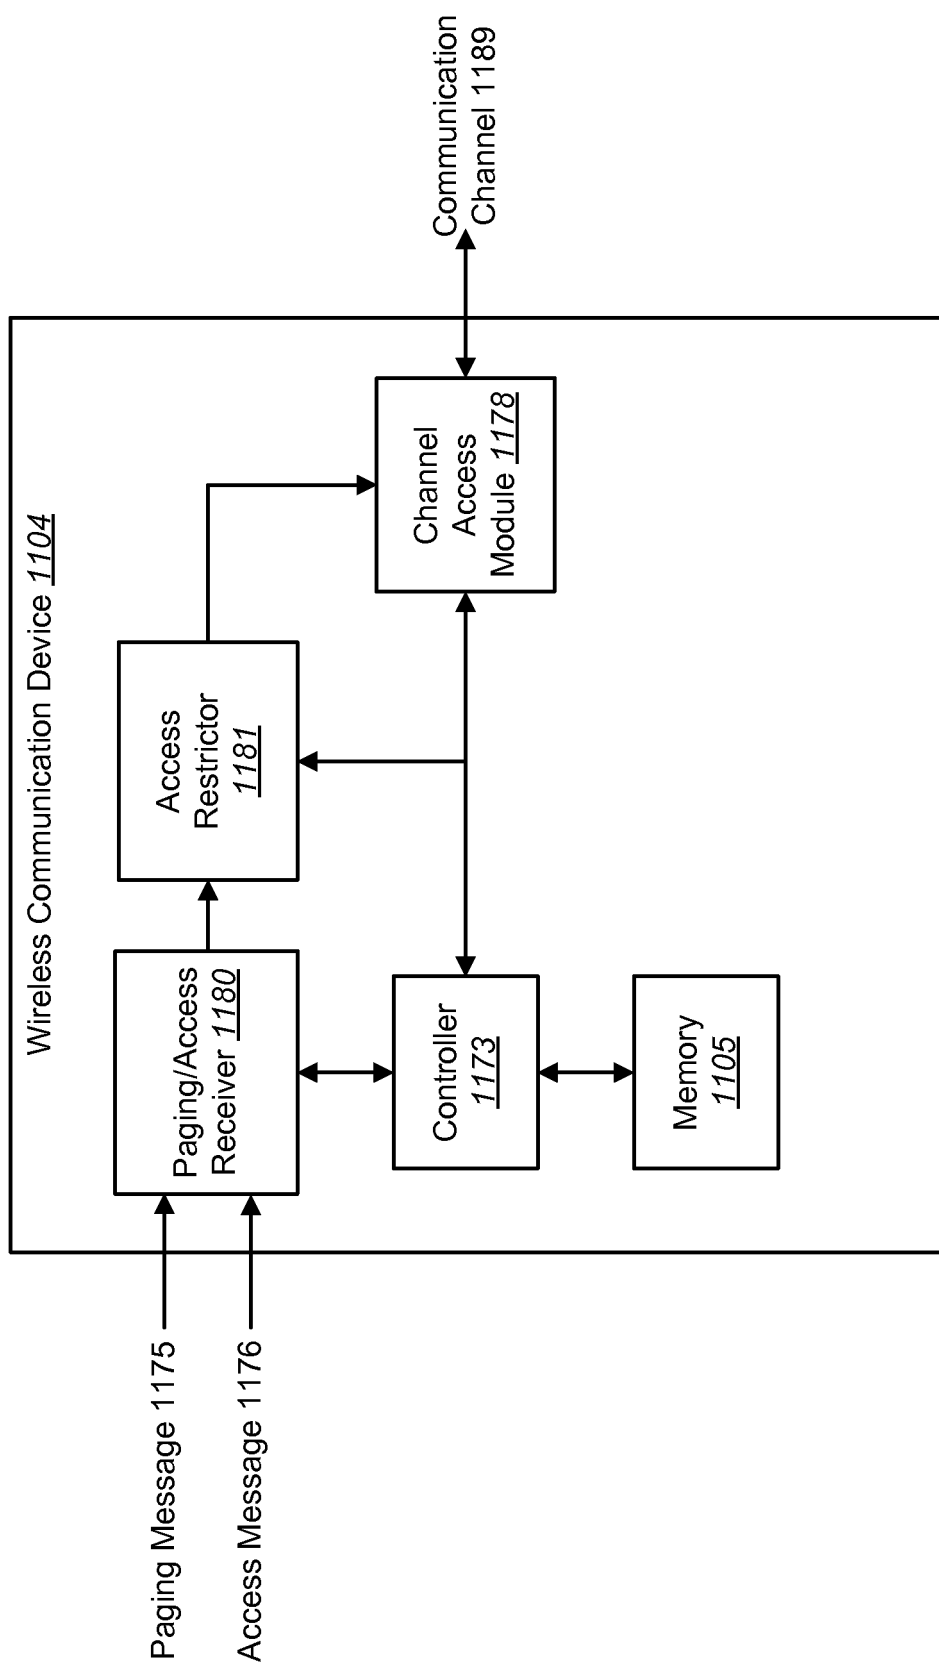 Wireless Communication Device 1104
Paging Message 1175
Access Message 1176
Paging/Access
Receiver 1180
Access
Restrictor
1181
Controller
1173
Memory
1105
Channel
Access
Module 1178
Communication
Channel 1189